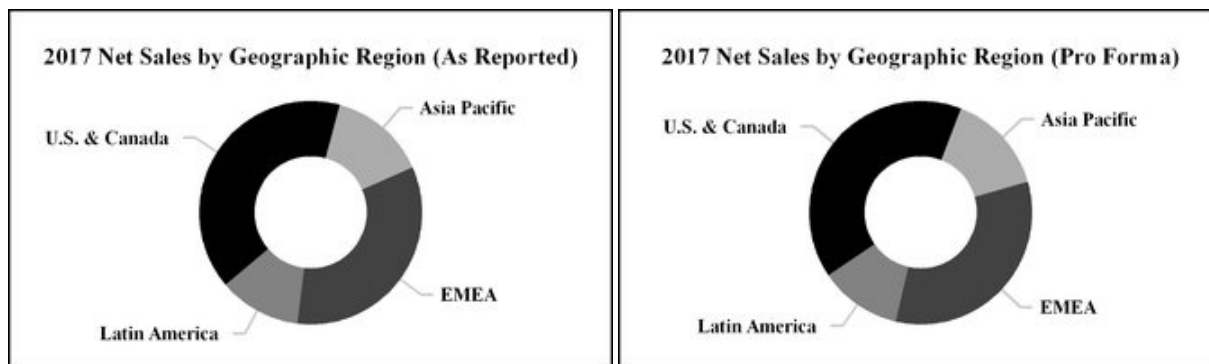 2017 Net Sales by Geographic Region (As Reported)
Asia Pacific
U.S. & Canada
EMEA
Latin America
2017 Net Sales by Geographic Region (Pro Forma)
Asia Pacific
U.S. & Canada
EMEA
Latin America